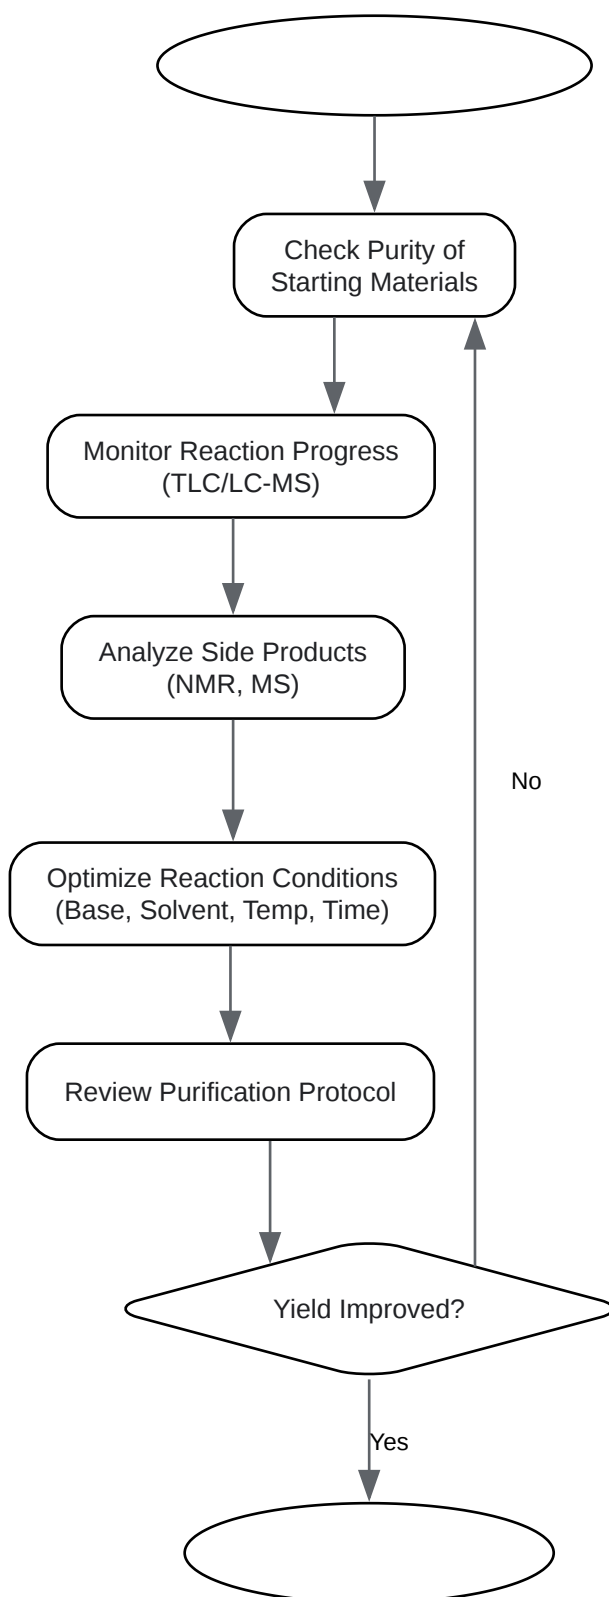 Check Purity of
Starting Materials
Monitor Reaction Progress
(TLC/LC-MS)
Analyze Side Products
(NMR, MS)
No
Optimize Reaction Conditions
(Base, Solvent, Temp, Time)
Review Purification Protocol
Yield Improved?
Yes